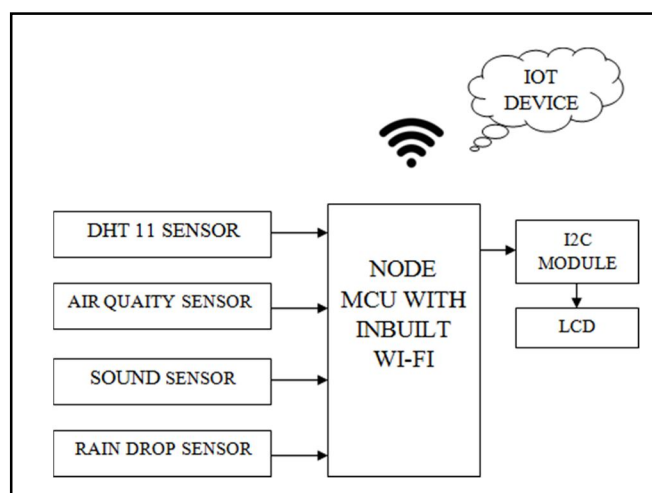 IOT
DEVICE
DHT 11 SENSOR
AIR QUAITY SENSOR
SOUND SENSOR
RAIN DROP SENSOR
NODE
MCU WITH
INBUILT
WI-FI
I2C
MODULE
LCD